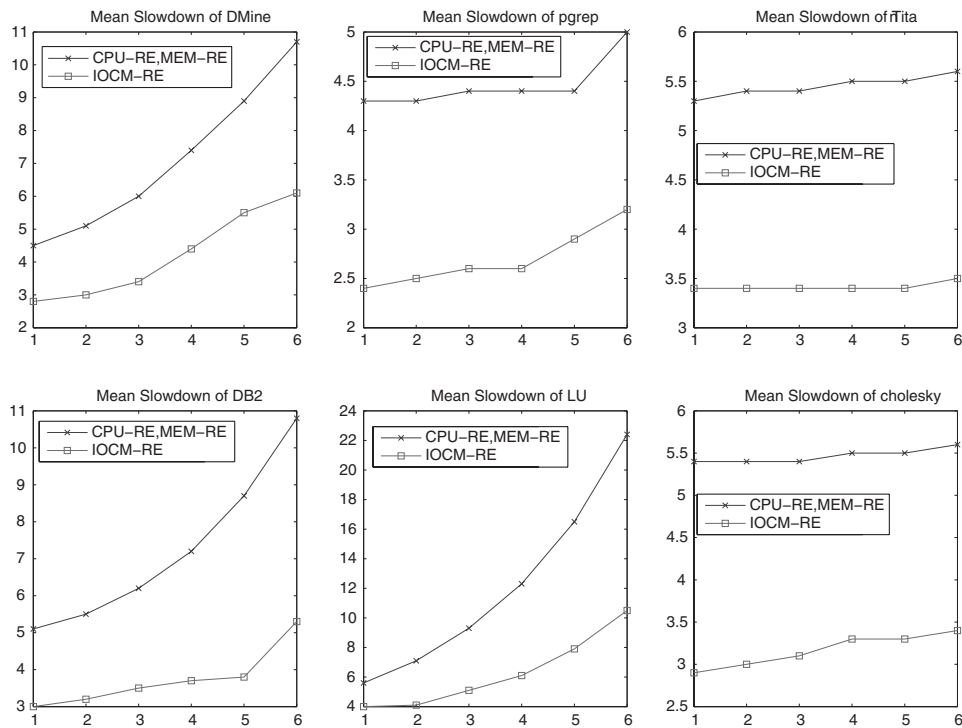 Mean Slowdown of DMine
11
10
9
8
7
6
5
4
3
2
1 2 3 4 5 6
CPU-RE,MEM-RE
IOCM-RE
Mean Slowdown of pgrep
5
4.5
4
3.5
3
2.5
2
1 2 3 4 5 6
CPU-RE,MEM-RE
IOCM-RE
Mean Slowdown of Tita
6
5.5
5
4.5
4
3.5
3
1 2 3 4 5 6
CPU-RE,MEM-RE
IOCM-RE
Mean Slowdown of DB2
11
10
9
8
7
6
5
4
3
1 2 3 4 5 6
CPU-RE,MEM-RE
IOCM-RE
Mean Slowdown of LU
24
22
20
18
16
14
12
10
8
6
4
1 2 3 4 5 6
CPU-RE,MEM-RE
IOCM-RE
Mean Slowdown of cholesky
6
5.5
5
4.5
4
3.5
3
2.5
1 2 3 4 5 6
CPU-RE,MEM-RE
IOCM-RE